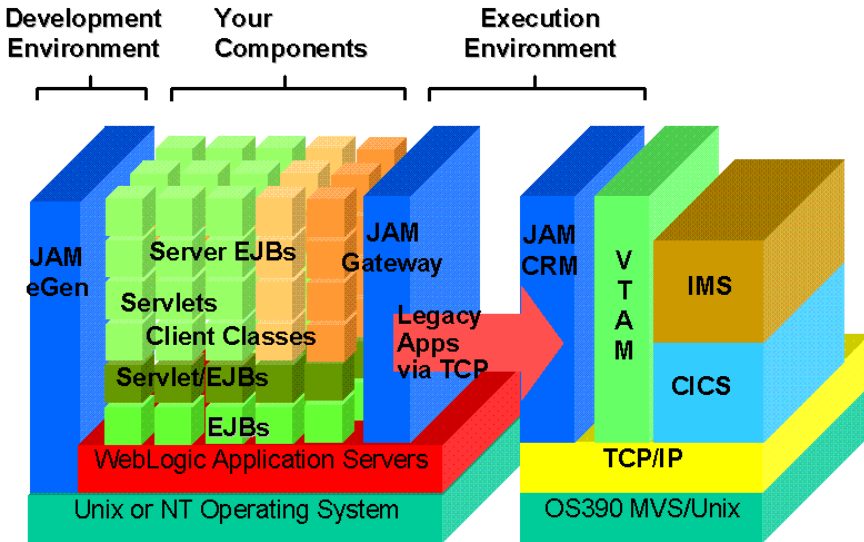 Development
Environment
Your
Components
Execution
Environment
JAM
eGen
Server EJBs
Servlets
Client Classes
Servlet/EJBs
EJBs
JAM
Gateway
Legacy
Apps
via TCP
JAM
CRM
VTAM
IMS
CICS
WebLogic Application Servers
TCP/IP
Unix or NT Operating System
OS390 MVS/Unix